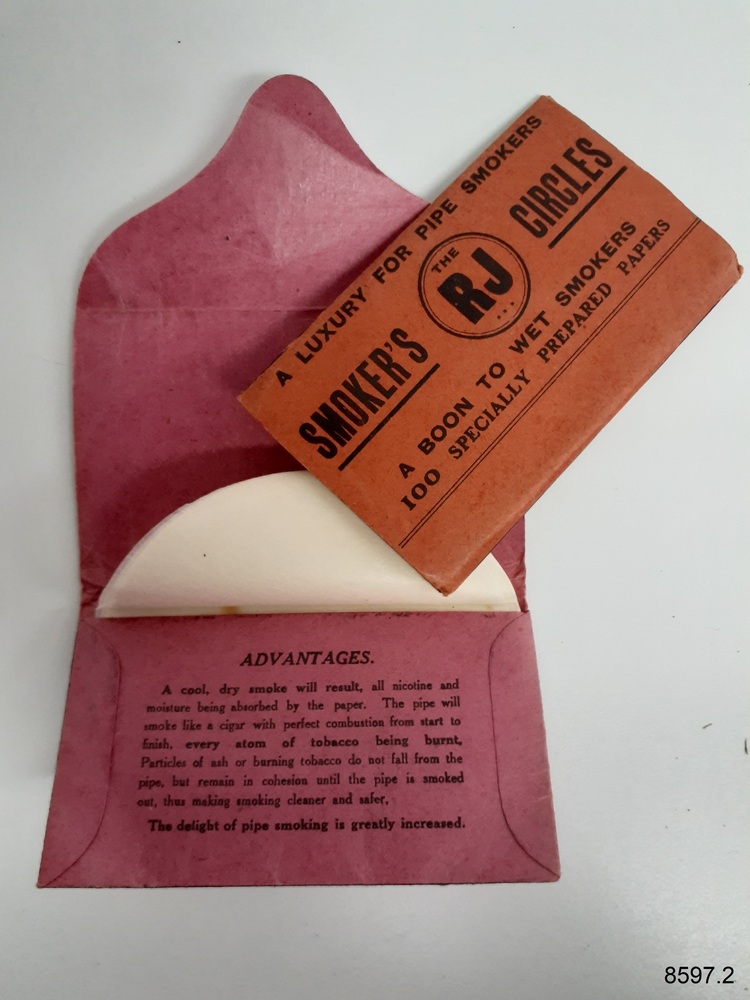 A LUXURY FOR PIPE SMOKERS
SMOKER'S THE RJ CIRCLES
A BOON TO WET SMOKERS
100 SPECIALLY PREPARED PAPERS
ADVANTAGES.
A cool, dry smoke will result, all nicotine and
moisture being absorbed by the paper. The pipe will
smoke like a cigar with perfect combustion from start to
finish, every atom of tobacco being burnt.
Particles of ash or burning tobacco do not fall from the
pipe, but remain in cohesion until the pipe is smoked
out, thus making smoking cleaner and safer,
The delight of pipe smoking is greatly increased.
8597.2